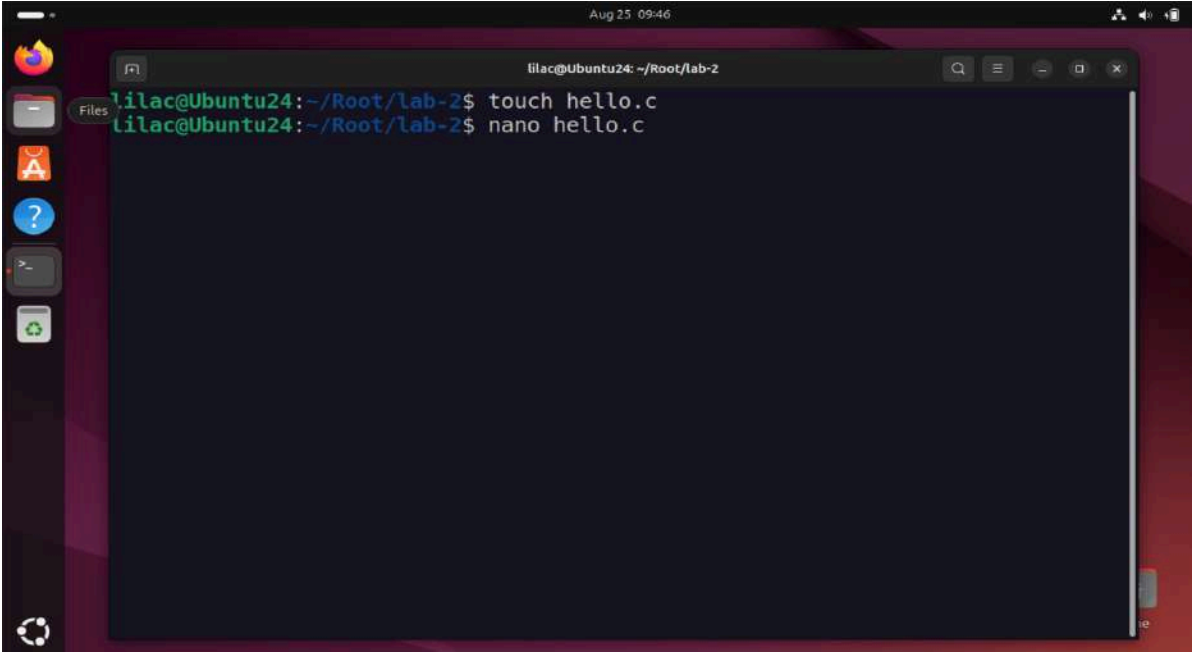 Aug 25 09:46
lilac@Ubuntu24: ~/Root/lab-2
Files
lilac@Ubuntu24:~/Root/lab-2$ touch hello.c
lilac@Ubuntu24:~/Root/lab-2$ nano hello.c